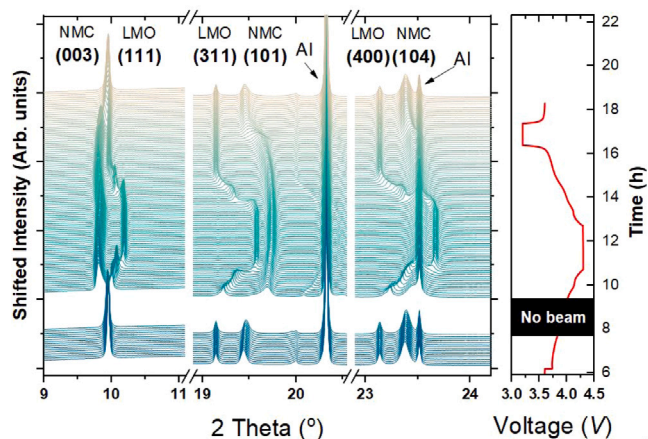 NMC LMO
(003) (111)
LMO NMC
(311) (101)
Al
LMO NMC
(400) (104)
Al
Shifted Intensity (Arb. units)
9 10 11 19 20 23 24
2 Theta (°)
22
20
18
16
14
12
10
8
6
Time (h)
No beam
3.0 3.5 4.0 4.5
Voltage (V)